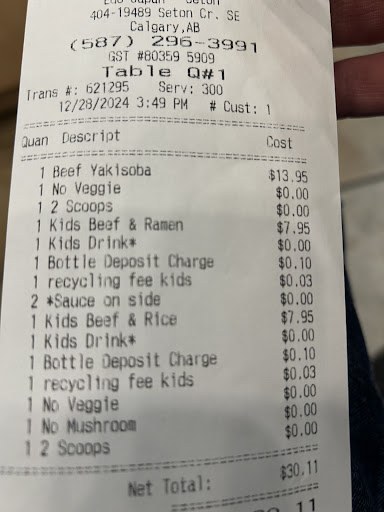 404-19489 Seton Cr. SE
Calgary,AB
(587) 296-3991
GST #80359 5909
Table Q#1
Trans #: 621295 Serv: 300
12/28/2024 3:49 PM # Cust: 1
Quan Descript Cost
1 Beef Yakisoba $13.95
1 No Veggie $0.00
1 2 Scoops $0.00
1 Kids Beef & Ramen $7.95
1 Kids Drink* $0.00
1 Bottle Deposit Charge $0.10
1 recycling fee kids $0.03
2 *Sauce on side $0.00
1 Kids Beef & Rice $7.95
1 Kids Drink* $0.00
1 Bottle Deposit Charge $0.10
1 recycling fee kids $0.03
1 No Veggie $0.00
1 No Mushroom $0.00
1 2 Scoops $0.00
Net Total: $30.11